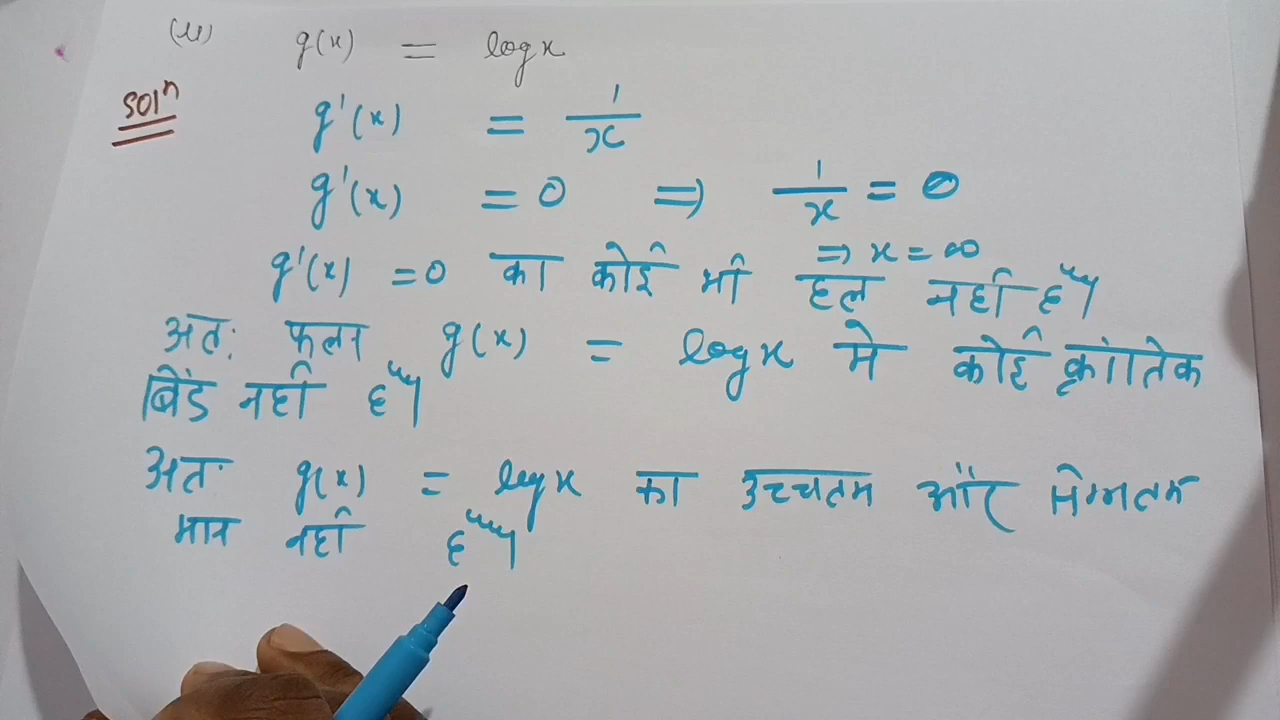 (ii) g(x) = log x
Solⁿ g'(x) = 1/x
g'(x) = 0 ⇒ 1/x = 0
⇒ x = ∞
g'(x) = 0 का कोई भी हल नहीं है।
अतः फलन g(x) = log x मे कोई क्रांतिक
बिंदु नहीं है।
अतः g(x) = log x का उच्चतम और निम्नतम
मान नहीं है।